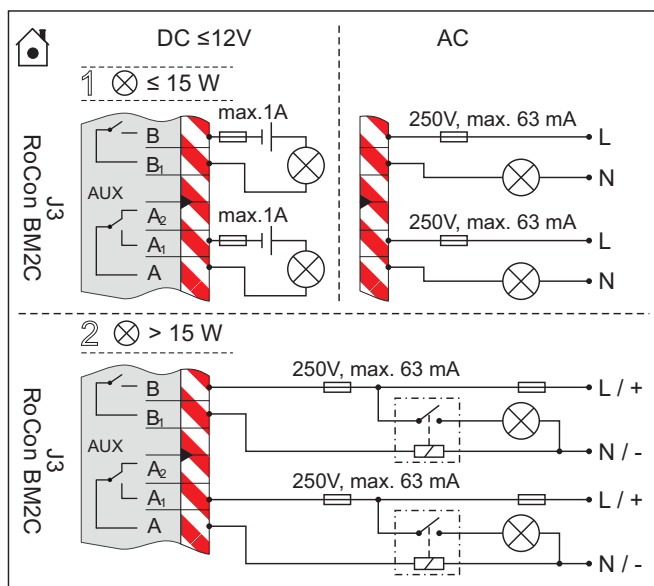 DC ≤12V
AC
1 ≤ 15 W
J3
RoCon BM2C
B
B1
AUX
A2
A1
A
max.1A
max.1A
250V, max. 63 mA
L
N
250V, max. 63 mA
L
N
2 > 15 W
J3
RoCon BM2C
B
B1
AUX
A2
A1
A
250V, max. 63 mA
L / +
N / -
250V, max. 63 mA
L / +
N / -